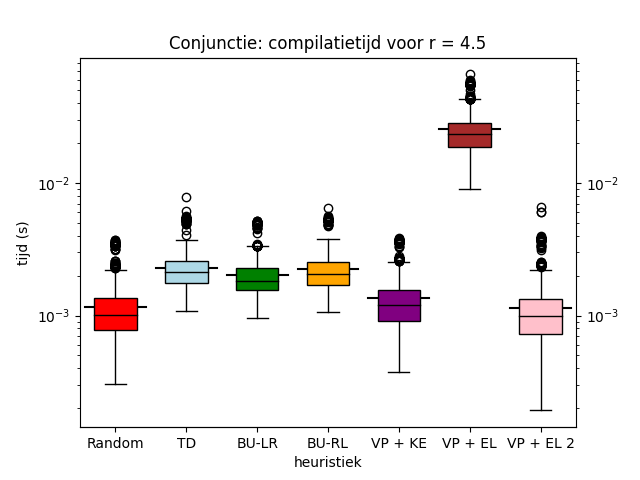 Conjunctie: compilatietijd voor r = 4.5
tijd (s)
10⁻²
10⁻³
10⁻²
10⁻³
Random TD BU-LR BU-RL VP + KE VP + EL VP + EL 2
heuristiek